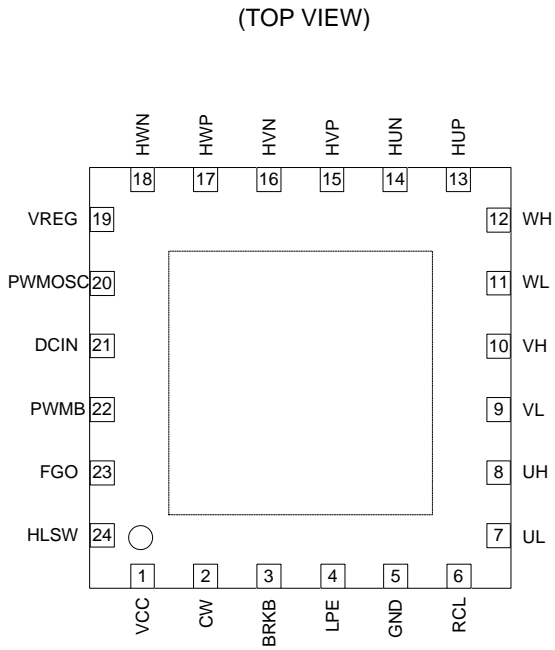 (TOP VIEW)
HWN HWP HVN HVP HUN HUP
18 17 16 15 14 13
VREG 19 12 WH
PWMOSC 20 11 WL
DCIN 21 10 VH
PWMB 22 9 VL
FGO 23 8 UH
HLSW 24 7 UL
1 2 3 4 5 6
VCC CW BRKB LPE GND RCL